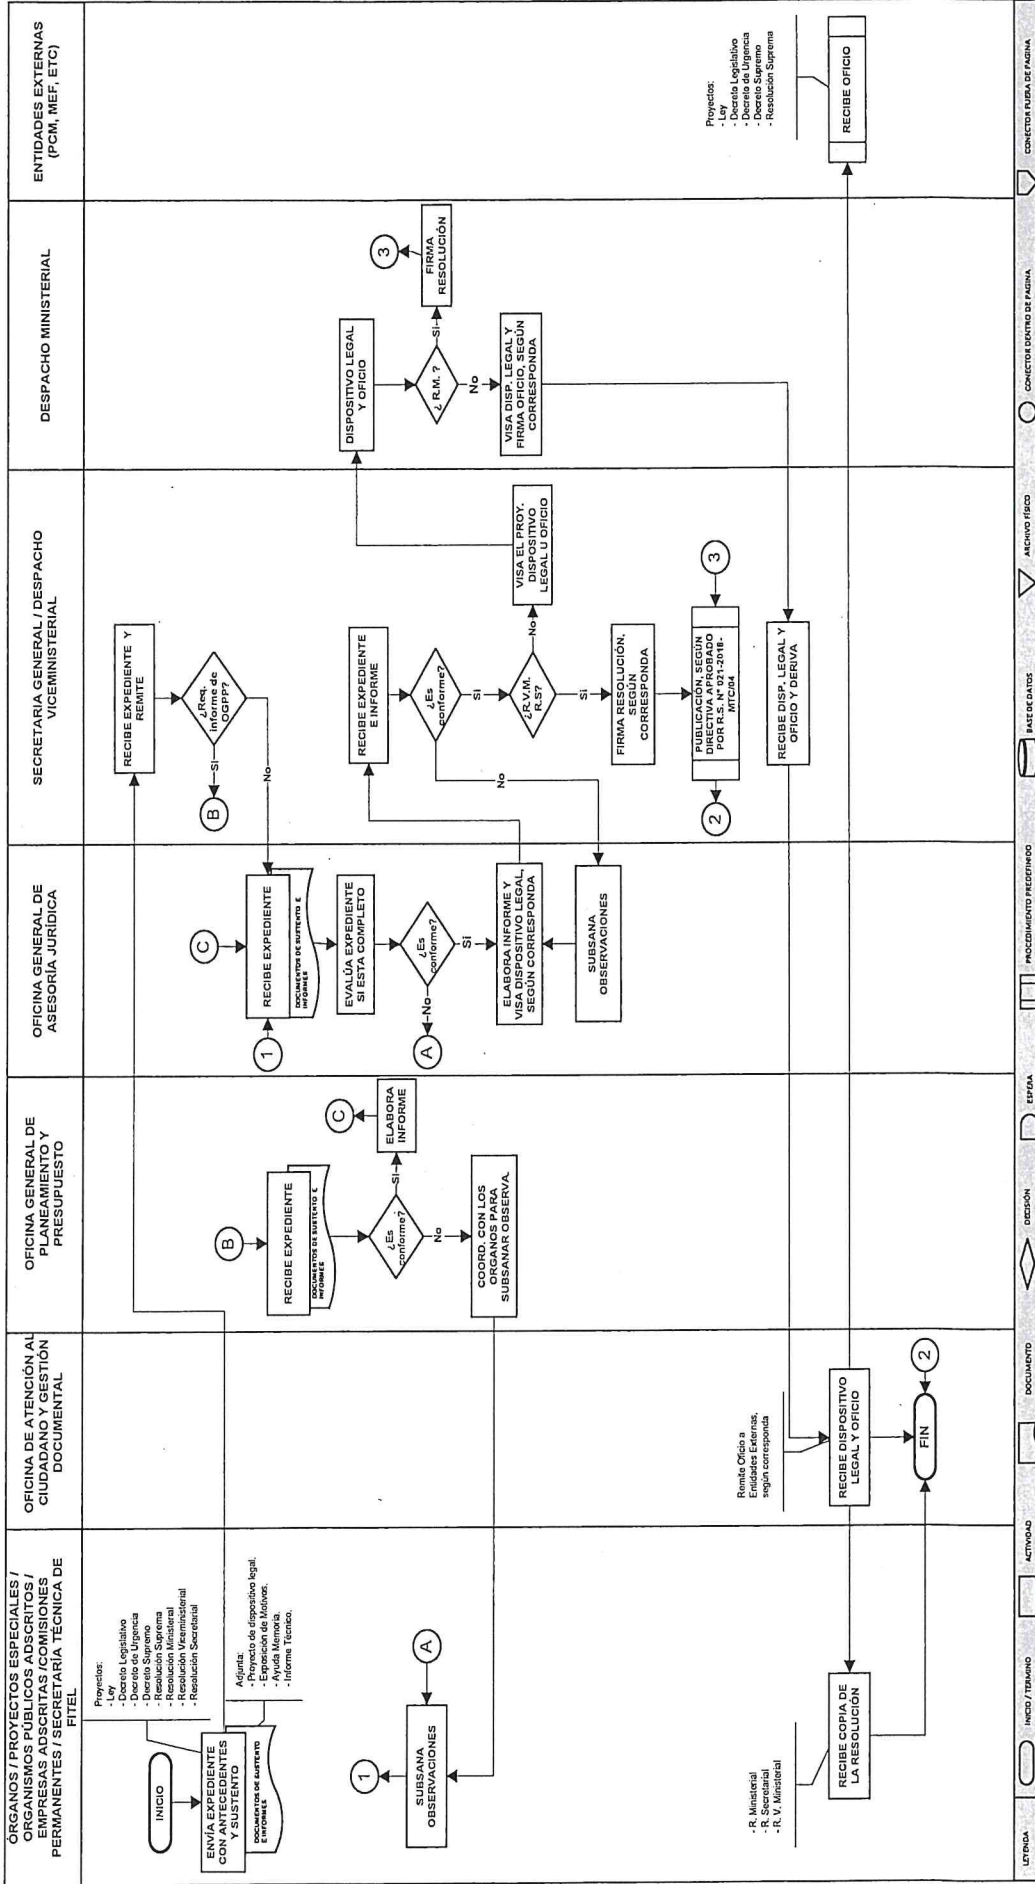 ÓRGANOS / PROYECTOS ESPECIALES /
ORGANISMOS PÚBLICOS ADSCRITOS /
EMPRESAS ADSCRITAS /COMISIONES
PERMANENTES / SECRETARÍA TÉCNICA DE
FITEL
OFICINA DE ATENCIÓN AL
CIUDADANO Y GESTIÓN
DOCUMENTAL
OFICINA GENERAL DE
PLANEAMIENTO Y
PRESUPUESTO
OFICINA GENERAL DE
ASESORÍA JURÍDICA
SECRETARIA GENERAL / DESPACHO
VICEMINISTERIAL
DESPACHO MINISTERIAL
ENTIDADES EXTERNAS
(PCM, MEF, ETC)
INICIO
Proyectos:
- Ley
- Decreto Legislativo
- Decreto de Urgencia
- Decreto Supremo
- Resolución Suprema
- Resolución Ministerial
- Resolución Viceministerial
- Resolución Secretarial
ENVÍA EXPEDIENTE
CON ANTECEDENTES
Y SUSTENTO
DOCUMENTOS DE SUSTENTO
E INFORMES
Adjunta:
- Proyecto de dispositivo legal.
- Exposición de Motivos.
- Ayuda Memoria.
- Informe Técnico.
1
SUBSANA
OBSERVACIONES
A
- R. Ministerial
- R. Secretarial
- R. V. Ministerial
RECIBE COPIA DE
LA RESOLUCIÓN
Remite Oficio a
Entidades Externas,
según corresponda
RECIBE DISPOSITIVO
LEGAL Y OFICIO
FIN
2
B
RECIBE EXPEDIENTE
DOCUMENTOS DE SUSTENTO E
INFORMES
¿Es
conforme?
SI
ELABORA
INFORME
C
No
COORD. CON LOS
ORGANOS PARA
SUBSANAR OBSERVA.
C
1
RECIBE EXPEDIENTE
DOCUMENTOS DE SUSTENTO E
INFORMES
EVALÚA EXPEDIENTE
SI ESTA COMPLETO
¿Es
conforme?
No
A
Si
ELABORA INFORME Y
VISA DISPOSITIVO LEGAL,
SEGÚN CORRESPONDA
SUBSANA
OBSERVACIONES
RECIBE EXPEDIENTE Y
REMITE
¿Req.
informe de
OGPP?
SI
B
No
RECIBE EXPEDIENTE
E INFORME
¿Es
conforme?
No
Si
¿R.V.M.
R.S?
No
VISA EL PROY.
DISPOSITIVO
LEGAL U OFICIO
Si
FIRMA RESOLUCIÓN,
SEGÚN
CORRESPONDA
PUBLICACIÓN, SEGÚN
DIRECTIVA APROBADO
POR R.S. N° 021-2016-
MTC/04
3
2
RECIBE DISP. LEGAL Y
OFICIO Y DERIVA
DISPOSITIVO LEGAL
Y OFICIO
¿ R.M. ?
Si
FIRMA
RESOLUCIÓN
3
No
VISA DISP. LEGAL Y
FIRMA OFICIO, SEGÚN
CORRESPONDA
Proyectos:
- Ley
- Decreto Legislativo
- Decreto de Urgencia
- Decreto Supremo
- Resolución Suprema
RECIBE OFICIO
LEYENDA
INICIO / TERMINO
ACTIVIDAD
DOCUMENTO
DECISIÓN
ESPERA
PROCEDIMIENTO PREDEFINIDO
BASE DE DATOS
ARCHIVO FÍSICO
CONECTOR DENTRO DE PAGINA
CONECTOR FUERA DE PAGINA